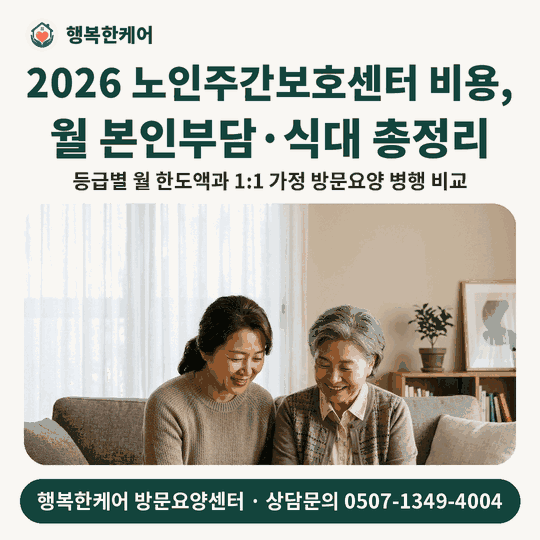 행복한케어
2026 노인주간보호센터 비용,
월 본인부담·식대 총정리
등급별 월 한도액과 1:1 가정 방문요양 병행 비교
행복한케어 방문요양센터 · 상담문의 0507-1349-4004